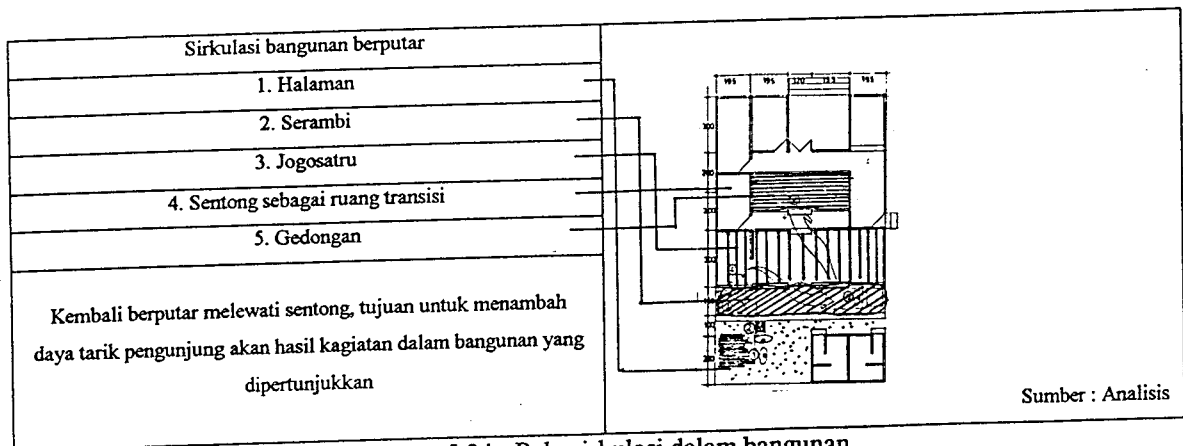 Sirkulasi bangunan berputar
1. Halaman
2. Serambi
3. Jogosatru
4. Sentong sebagai ruang transisi
5. Gedongan
Kembali berputar melewati sentong, tujuan untuk menambah
daya tarik pengunjung akan hasil kagiatan dalam bangunan yang
dipertunjukkan
Sumber : Analisis